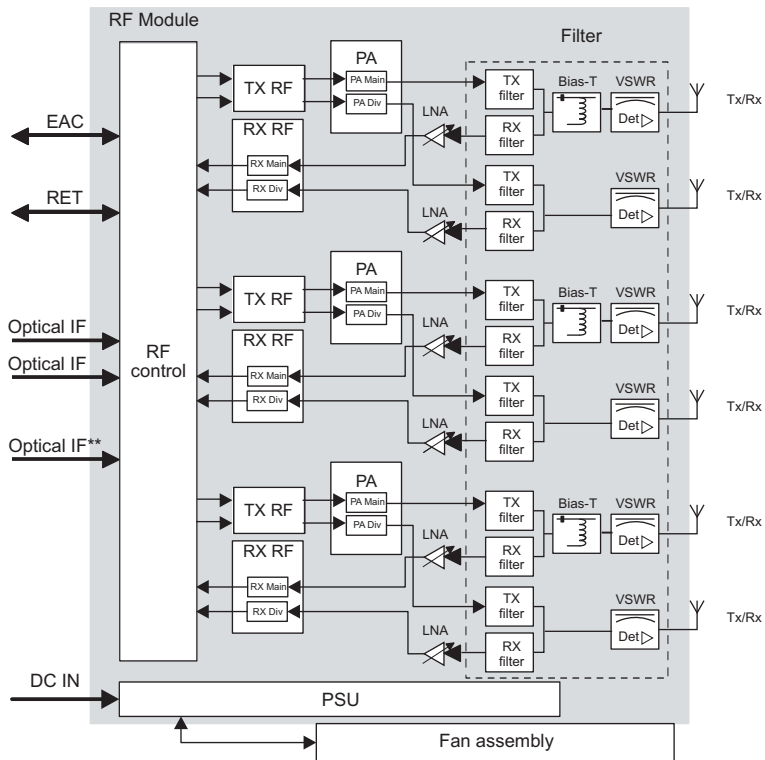 RF Module
Filter
PA
PA Main
PA Div
TX RF
TX filter
Bias-T
VSWR
Det
Tx/Rx
LNA
RX filter
EAC
RX RF
RX Main
RX Div
RET
TX filter
VSWR
Det
Tx/Rx
LNA
RX filter
PA
PA Main
PA Div
TX RF
TX filter
Bias-T
VSWR
Det
Tx/Rx
Optical IF
RX RF
LNA
RX filter
RF control
Optical IF
RX Main
RX Div
TX filter
VSWR
Det
Tx/Rx
LNA
RX filter
Optical IF**
PA
PA Main
PA Div
TX RF
TX filter
Bias-T
VSWR
Det
Tx/Rx
LNA
RX filter
RX RF
RX Main
RX Div
TX filter
VSWR
Det
Tx/Rx
LNA
RX filter
DC IN
PSU
Fan assembly